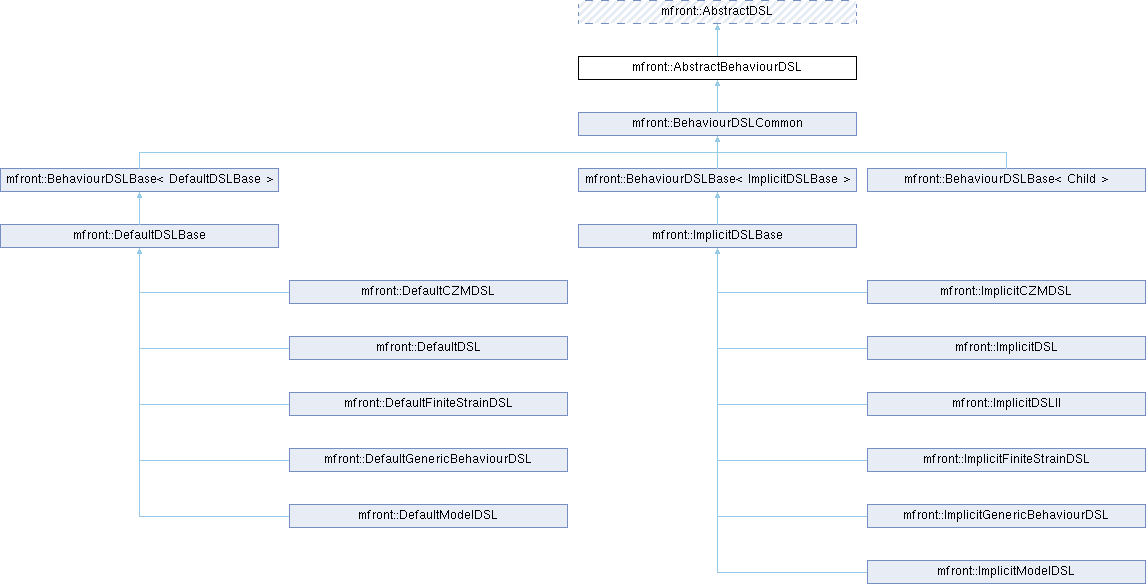 mfront::AbstractDSL
mfront::AbstractBehaviourDSL
mfront::BehaviourDSLCommon
mfront::BehaviourDSLBase< DefaultDSLBase >
mfront::BehaviourDSLBase< ImplicitDSLBase >
mfront::BehaviourDSLBase< Child >
mfront::DefaultDSLBase
mfront::ImplicitDSLBase
mfront::DefaultCZMDSL
mfront::ImplicitCZMDSL
mfront::DefaultDSL
mfront::ImplicitDSL
mfront::DefaultFiniteStrainDSL
mfront::ImplicitDSLII
mfront::DefaultGenericBehaviourDSL
mfront::ImplicitFiniteStrainDSL
mfront::DefaultModelDSL
mfront::ImplicitGenericBehaviourDSL
mfront::ImplicitModelDSL